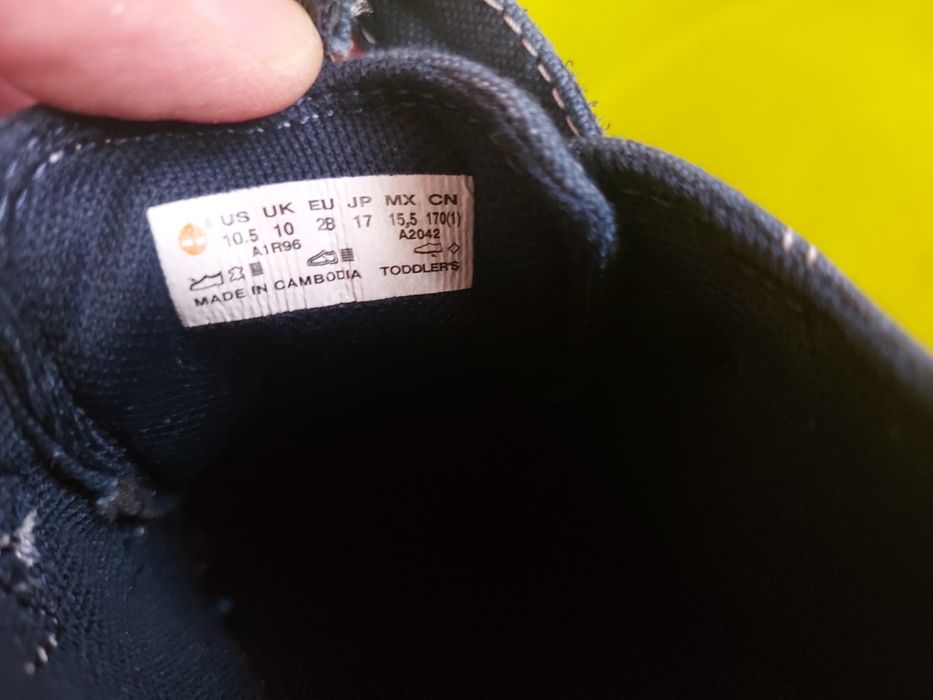 US UK EU JP MX CN
10.5 10 28 17 15,5 170(1)
A1R96 A2042
TODDLER'S
MADE IN CAMBODIA